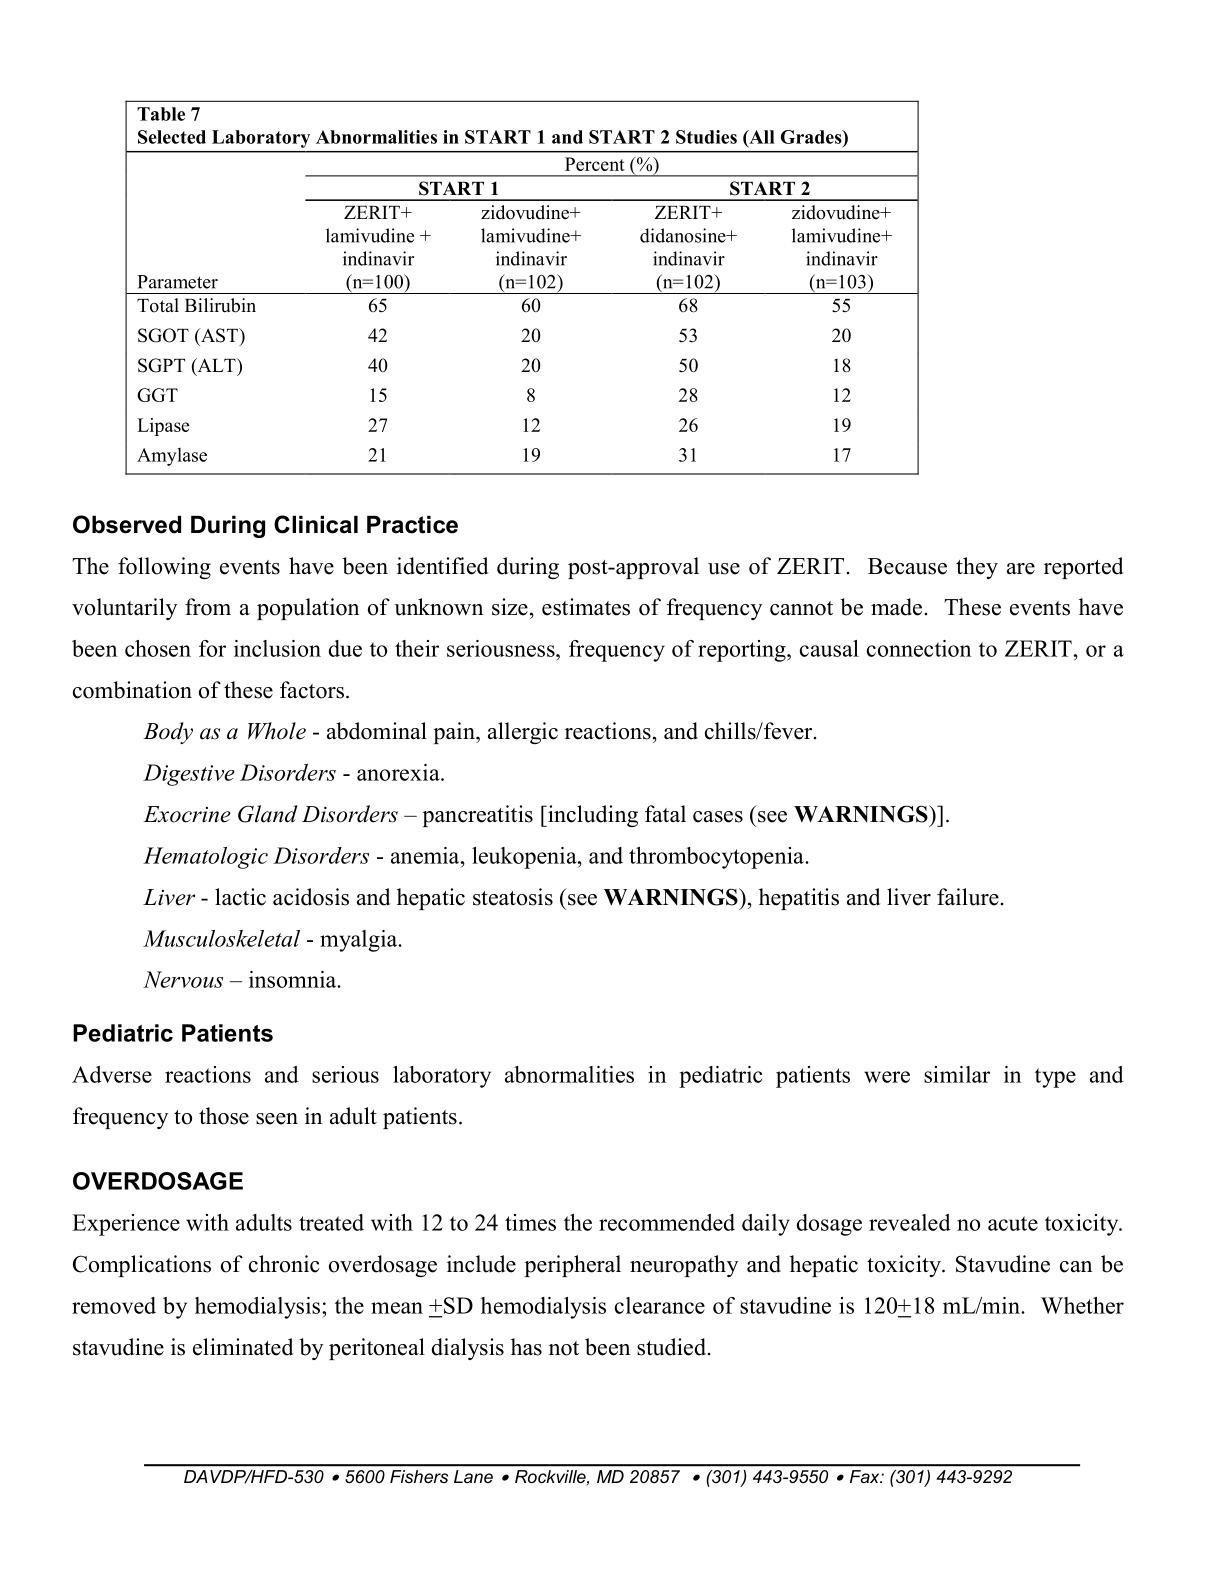 Table 7
Selected Laboratory Abnormalities in START 1 and START 2 Studies (All Grades)
Percent (%)
START 1 START 2
ZERIT+ zidovudine+ ZERIT+ zidovudine+
lamivudine + lamivudine+ didanosine+ lamivudine+
indinavir indinavir indinavir indinavir
Parameter (n=100) (n=102) (n=102) (n=103)
Total Bilirubin 65 60 68 55
SGOT (AST) 42 20 53 20
SGPT (ALT) 40 20 50 18
GGT 15 8 28 12
Lipase 27 12 26 19
Amylase 21 19 31 17
Observed During Clinical Practice
The following events have been identified during post-approval use of ZERIT. Because they are reported
voluntarily from a population of unknown size, estimates of frequency cannot be made. These events have
been chosen for inclusion due to their seriousness, frequency of reporting, causal connection to ZERIT, or a
combination of these factors.
Body as a Whole - abdominal pain, allergic reactions, and chills/fever.
Digestive Disorders - anorexia.
Exocrine Gland Disorders – pancreatitis [including fatal cases (see WARNINGS)].
Hematologic Disorders - anemia, leukopenia, and thrombocytopenia.
Liver - lactic acidosis and hepatic steatosis (see WARNINGS), hepatitis and liver failure.
Musculoskeletal - myalgia.
Nervous – insomnia.
Pediatric Patients
Adverse reactions and serious laboratory abnormalities in pediatric patients were similar in type and
frequency to those seen in adult patients.
OVERDOSAGE
Experience with adults treated with 12 to 24 times the recommended daily dosage revealed no acute toxicity.
Complications of chronic overdosage include peripheral neuropathy and hepatic toxicity. Stavudine can be
removed by hemodialysis; the mean +SD hemodialysis clearance of stavudine is 120+18 mL/min. Whether
stavudine is eliminated by peritoneal dialysis has not been studied.
DAVDP/HFD-530 • 5600 Fishers Lane • Rockville, MD 20857 • (301) 443-9550 • Fax: (301) 443-9292